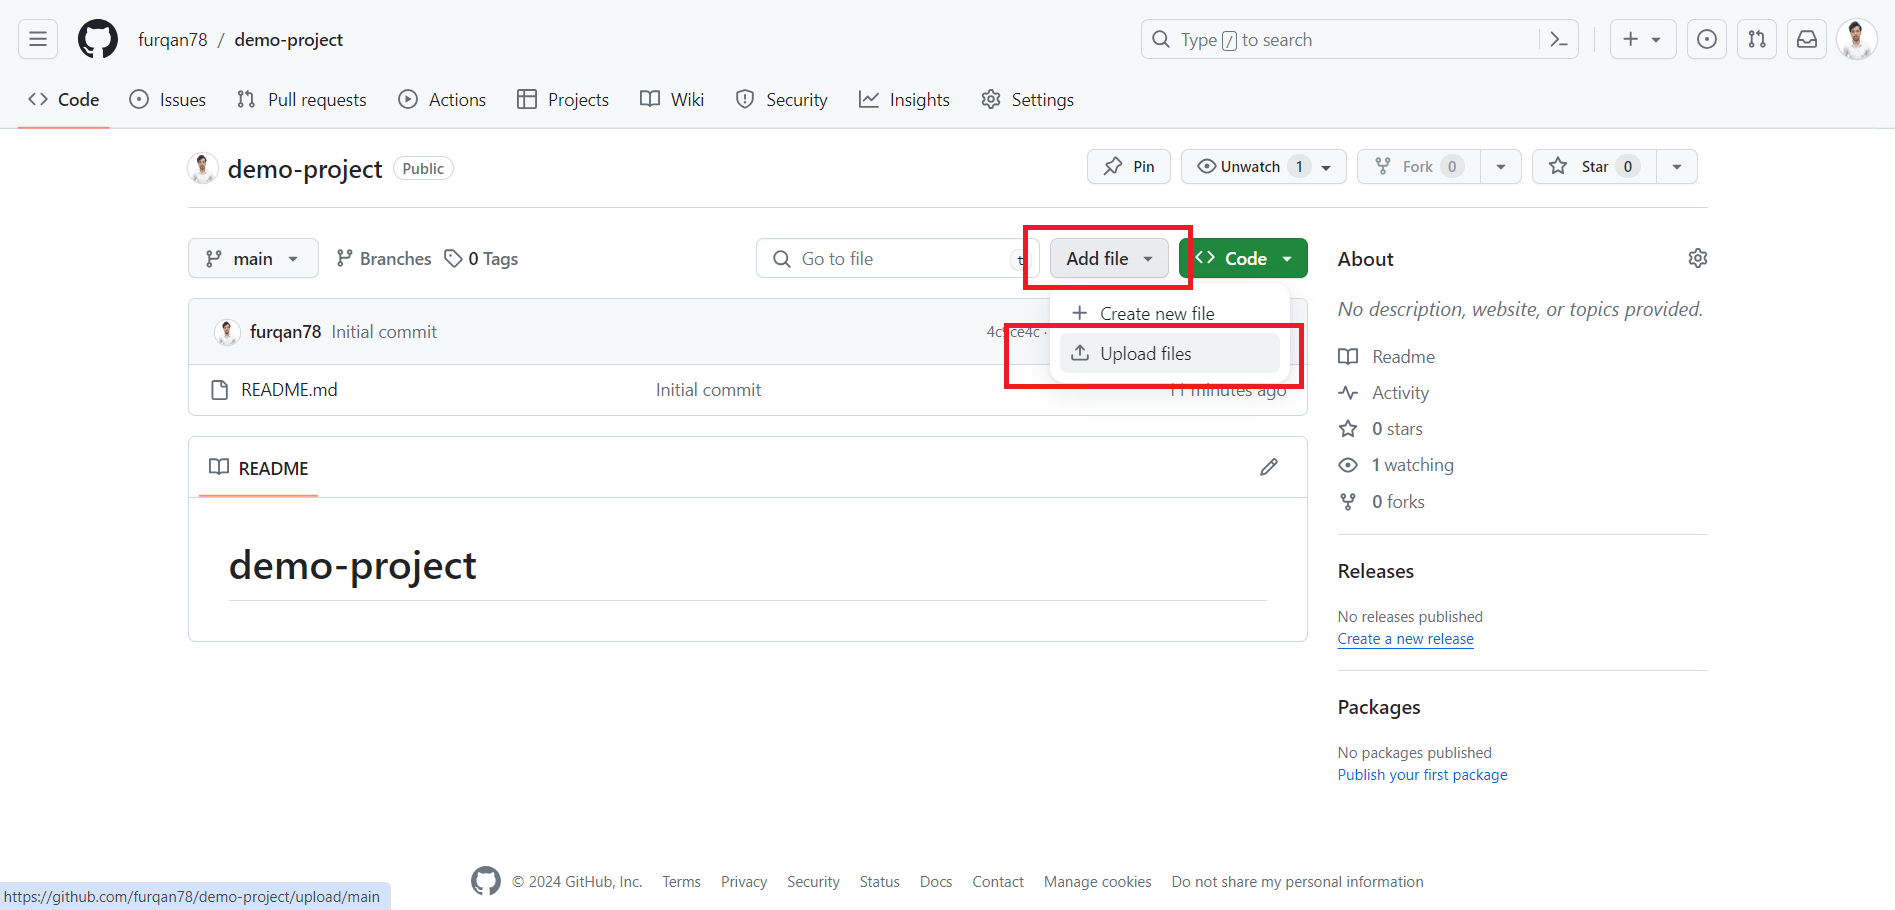 furqan78 / demo-project
Type / to search
Code Issues Pull requests Actions Projects Wiki Security Insights Settings
demo-project Public
Pin Unwatch 1 Fork 0 Star 0
main Branches 0 Tags
Go to file t
Add file
Code
Create new file
Upload files
furqan78 Initial commit
README.md Initial commit 11 minutes ago
README
demo-project
About
No description, website, or topics provided.
Readme
Activity
0 stars
1 watching
0 forks
Releases
No releases published
Create a new release
Packages
No packages published
Publish your first package
© 2024 GitHub, Inc. Terms Privacy Security Status Docs Contact Manage cookies Do not share my personal information
https://github.com/furqan78/demo-project/upload/main